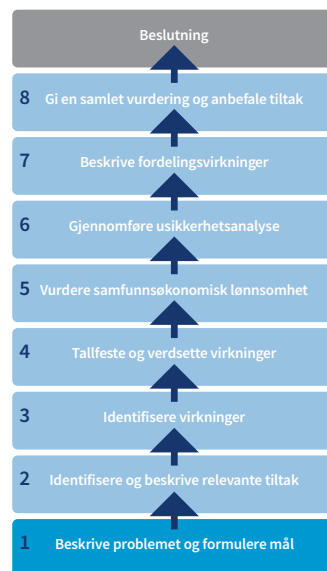 Beslutning
8 Gi en samlet vurdering og anbefale tiltak
7 Beskrive fordelingsvirkninger
6 Gjennomføre usikkerhetsanalyse
5 Vurdere samfunnsøkonomisk lønnsomhet
4 Tallfeste og verdsette virkninger
3 Identifisere virkninger
2 Identifisere og beskrive relevante tiltak
1 Beskrive problemet og formulere mål